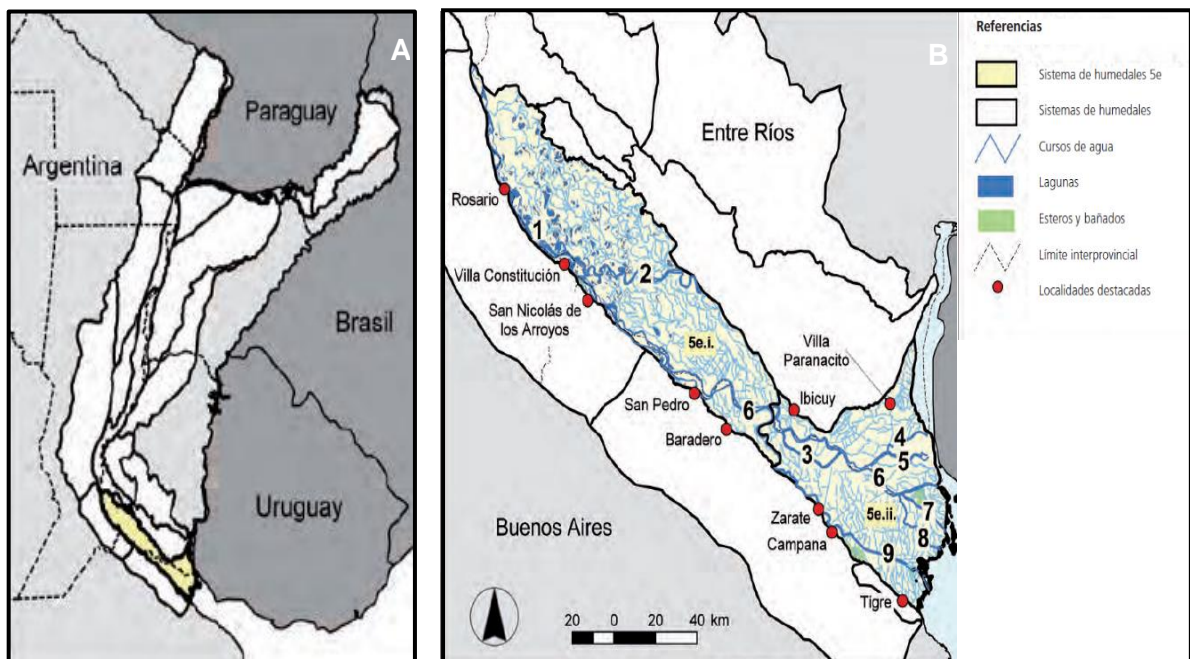 A
Paraguay
Argentina
Brasil
Uruguay
B
Entre Ríos
Rosario
1
Villa Constitución
2
San Nicolás de
los Arroyos
5e.i.
Villa
Paranacito
Ibicuy
San Pedro
6
Baradero
3
4
5
6
7
5e.ii.
Zarate
8
Buenos Aires
Campana
9
Tigre
20 0 20 40 km
Referencias
Sistema de humedales 5e
Sistemas de humedales
Cursos de agua
Lagunas
Esteros y bañados
Límite interprovincial
Localidades destacadas